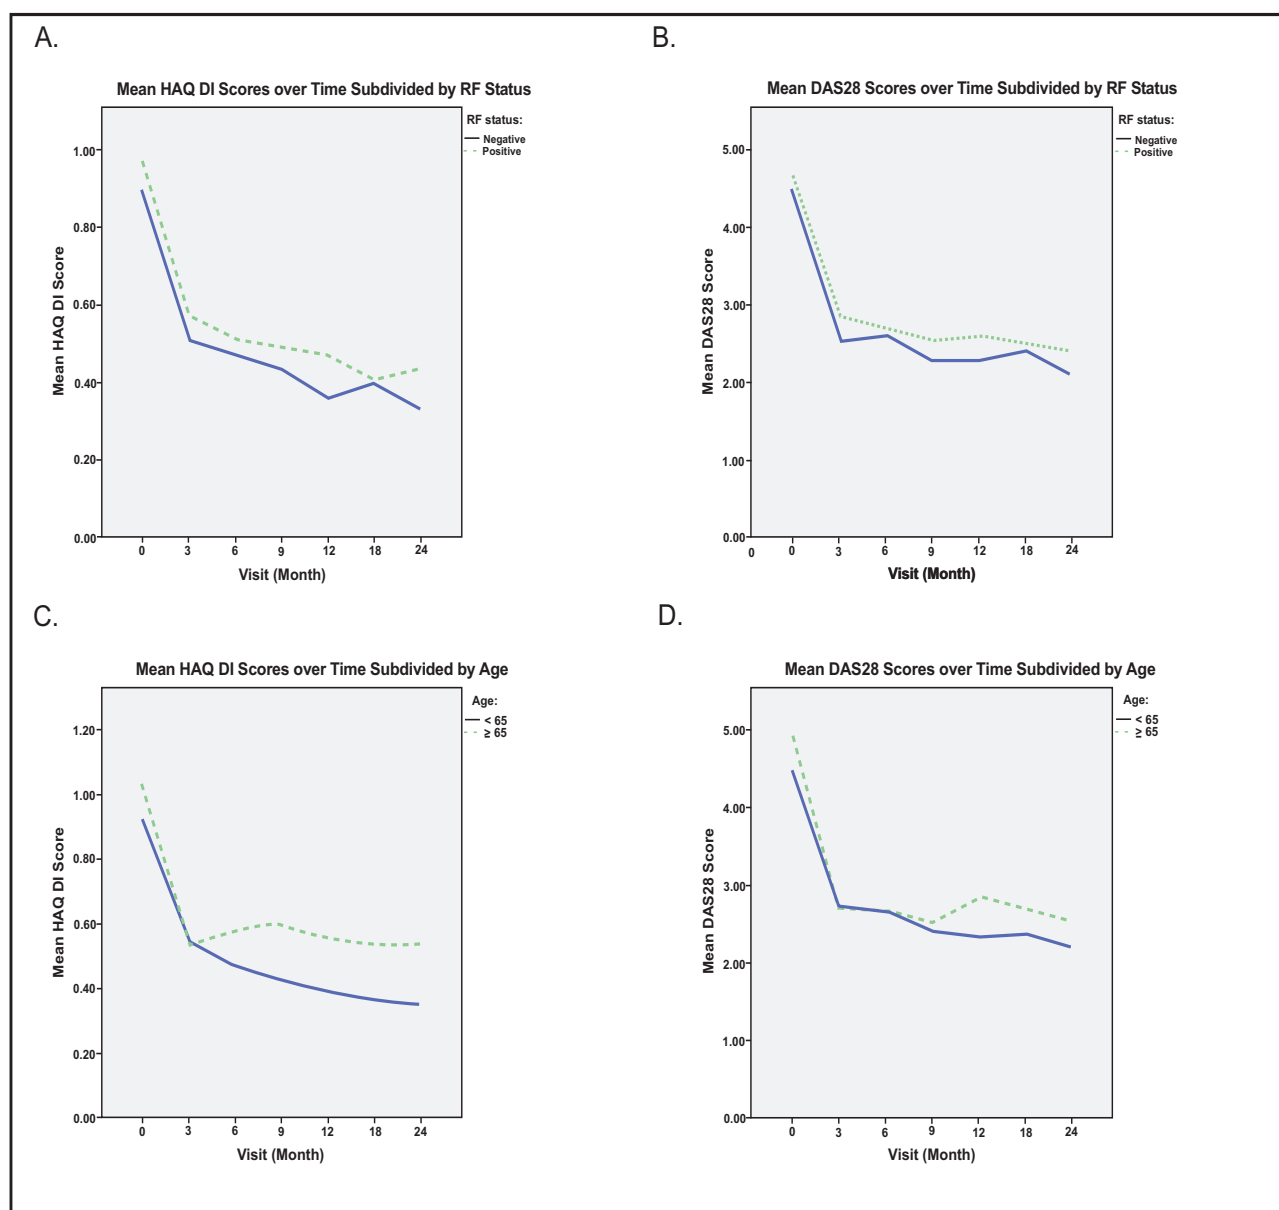 A.
Mean HAQ DI Scores over Time Subdivided by RF Status
RF status:
Negative
Positive
1.00
0.80
0.60
0.40
0.20
0.00
Mean HAQ DI Score
0 3 6 9 12 18 24
Visit (Month)
B.
Mean DAS28 Scores over Time Subdivided by RF Status
RF status:
Negative
Positive
5.00
4.00
3.00
2.00
1.00
0.00
Mean DAS28 Score
0 0 3 6 9 12 18 24
Visit (Month)
C.
Mean HAQ DI Scores over Time Subdivided by Age
Age:
< 65
≥ 65
1.20
1.00
0.80
0.60
0.40
0.20
0.00
Mean HAQ DI Score
0 3 6 9 12 18 24
Visit (Month)
D.
Mean DAS28 Scores over Time Subdivided by Age
Age:
< 65
≥ 65
5.00
4.00
3.00
2.00
1.00
0.00
Mean DAS28 Score
0 3 6 9 12 18 24
Visit (Month)